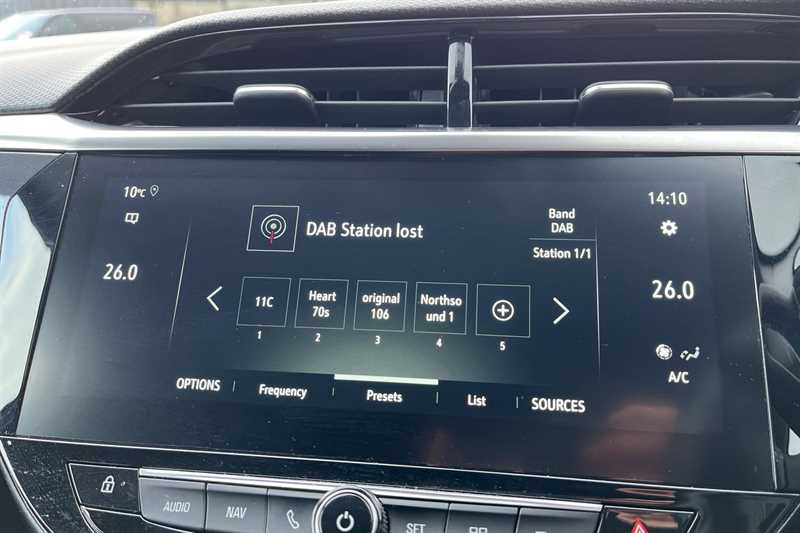 10°C
14:10
DAB Station lost
Band
DAB
Station 1/1
26.0
26.0
11C
Heart
70s
original
106
Northso
und 1
1
2
3
4
5
A/C
OPTIONS
Frequency
Presets
List
SOURCES
AUDIO
NAV
SET